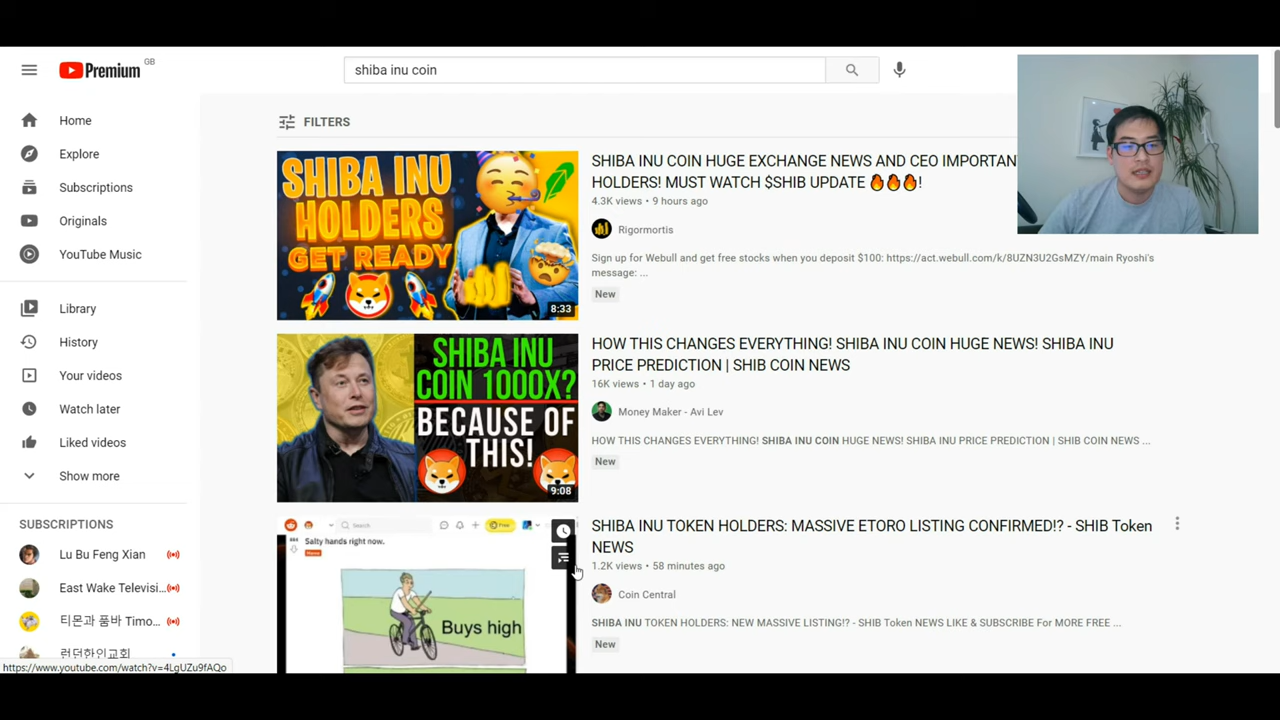 Premium GB
shiba inu coin
Home
Explore
Subscriptions
Originals
YouTube Music
Library
History
Your videos
Watch later
Liked videos
Show more
SUBSCRIPTIONS
Lu Bu Feng Xian
East Wake Televisi...
티몬과 품바 Timo...
런던한인교회
https://www.youtube.com/watch?v=4LgUZu9fAQo
FILTERS
SHIBA INU
HOLDERS
GET READY
8:33
SHIBA INU COIN HUGE EXCHANGE NEWS AND CEO IMPORTAN
HOLDERS! MUST WATCH $SHIB UPDATE 🔥🔥🔥!
4.3K views • 9 hours ago
Rigormortis
Sign up for Webull and get free stocks when you deposit $100: https://act.webull.com/k/8UZN3U2GsMZY/main Ryoshi's
message: ...
New
SHIBA INU
COIN 1000X?
BECAUSE OF
THIS!
9:08
HOW THIS CHANGES EVERYTHING! SHIBA INU COIN HUGE NEWS! SHIBA INU
PRICE PREDICTION | SHIB COIN NEWS
16K views • 1 day ago
Money Maker - Avi Lev
HOW THIS CHANGES EVERYTHING! SHIBA INU COIN HUGE NEWS! SHIBA INU PRICE PREDICTION | SHIB COIN NEWS ...
New
Search
Free
Salty hands right now.
Buys high
SHIBA INU TOKEN HOLDERS: MASSIVE ETORO LISTING CONFIRMED!? - SHIB Token
NEWS
1.2K views • 58 minutes ago
Coin Central
SHIBA INU TOKEN HOLDERS: NEW MASSIVE LISTING!? - SHIB Token NEWS LIKE & SUBSCRIBE For MORE FREE ...
New